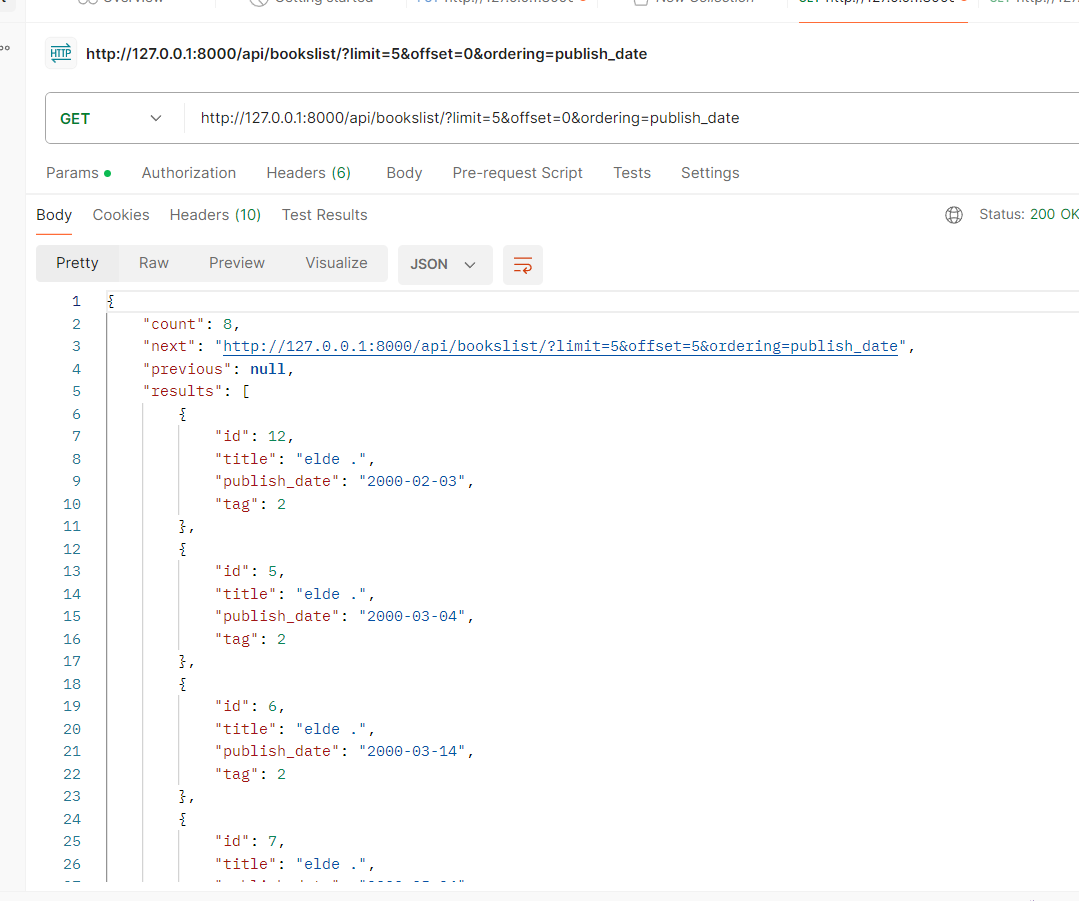 HTTP http://127.0.0.1:8000/api/bookslist/?limit=5&offset=0&ordering=publish_date
GET http://127.0.0.1:8000/api/bookslist/?limit=5&offset=0&ordering=publish_date
Params Authorization Headers (6) Body Pre-request Script Tests Settings
Body Cookies Headers (10) Test Results Status: 200 OK
Pretty Raw Preview Visualize JSON
1 {
2 "count": 8,
3 "next": "http://127.0.0.1:8000/api/bookslist/?limit=5&offset=5&ordering=publish_date",
4 "previous": null,
5 "results": [
6 {
7 "id": 12,
8 "title": "elde .",
9 "publish_date": "2000-02-03",
10 "tag": 2
11 },
12 {
13 "id": 5,
14 "title": "elde .",
15 "publish_date": "2000-03-04",
16 "tag": 2
17 },
18 {
19 "id": 6,
20 "title": "elde .",
21 "publish_date": "2000-03-14",
22 "tag": 2
23 },
24 {
25 "id": 7,
26 "title": "elde .",